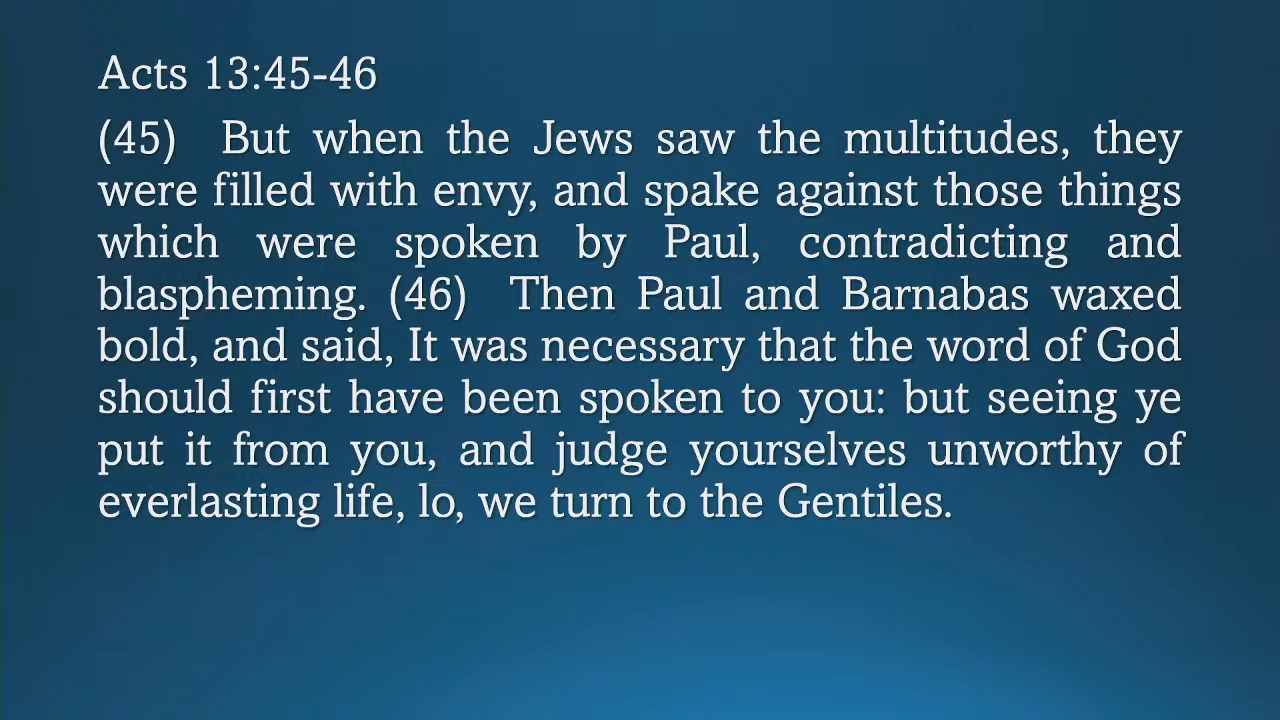 Acts 13:45-46
(45) But when the Jews saw the multitudes, they
were filled with envy, and spake against those things
which were spoken by Paul, contradicting and
blaspheming. (46) Then Paul and Barnabas waxed
bold, and said, It was necessary that the word of God
should first have been spoken to you: but seeing ye
put it from you, and judge yourselves unworthy of
everlasting life, lo, we turn to the Gentiles.